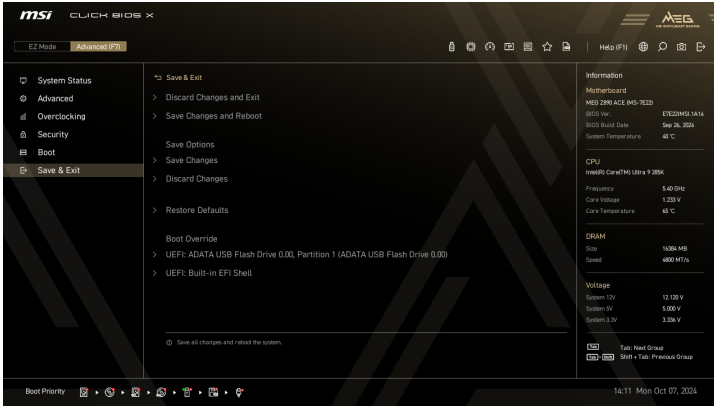 msi CLICK BIOS X
MEG
MSI ENTHUSIAST GAMING
EZ Mode Advanced (F7)
Help (F1)
System Status
Advanced
Overclocking
Security
Boot
Save & Exit
Save & Exit
Discard Changes and Exit
Save Changes and Reboot
Save Options
Save Changes
Discard Changes
Restore Defaults
Boot Override
UEFI: ADATA USB Flash Drive 0.00, Partition 1 (ADATA USB Flash Drive 0.00)
UEFI: Built-in EFI Shell
Save all changes and reboot the system.
Information
Motherboard
MEG Z890 ACE (MS-7E22)
BIOS Ver. E7E22IMSI.1A14
BIOS Build Date Sep 26, 2024
System Temperature 40 °C
CPU
Intel(R) Core(TM) Ultra 9 285K
Frequency 5.40 GHz
Core Voltage 1.233 V
Core Temperature 65 °C
DRAM
Size 16384 MB
Speed 4800 MT/s
Voltage
System 12V 12.120 V
System 5V 5.000 V
System 3.3V 3.336 V
Tab Tab: Next Group
Tab + Shift Shift + Tab: Previous Group
Boot Priority
14:11 Mon Oct 07, 2024